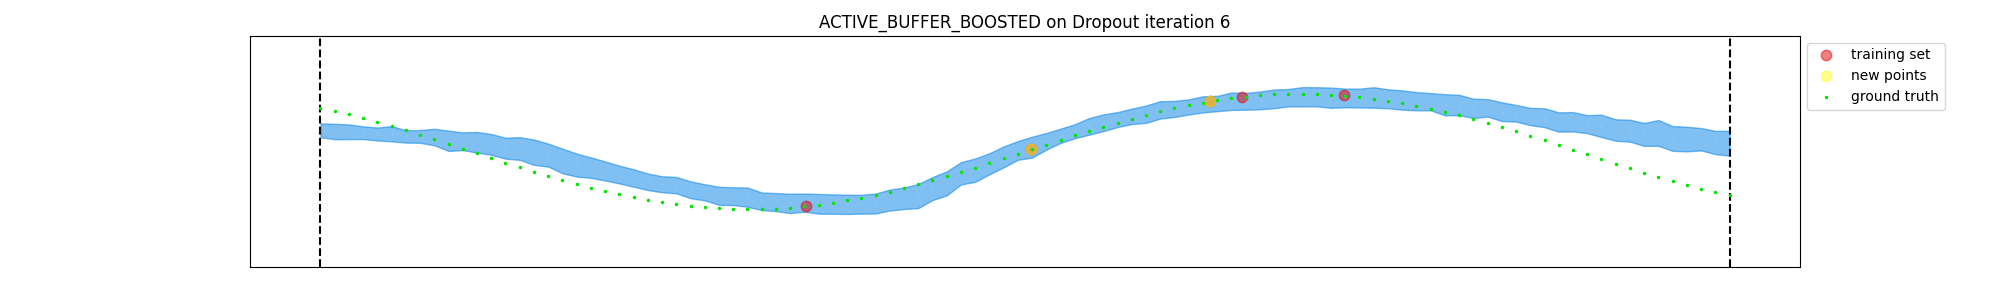 ACTIVE_BUFFER_BOOSTED on Dropout iteration 6
training set
new points
ground truth